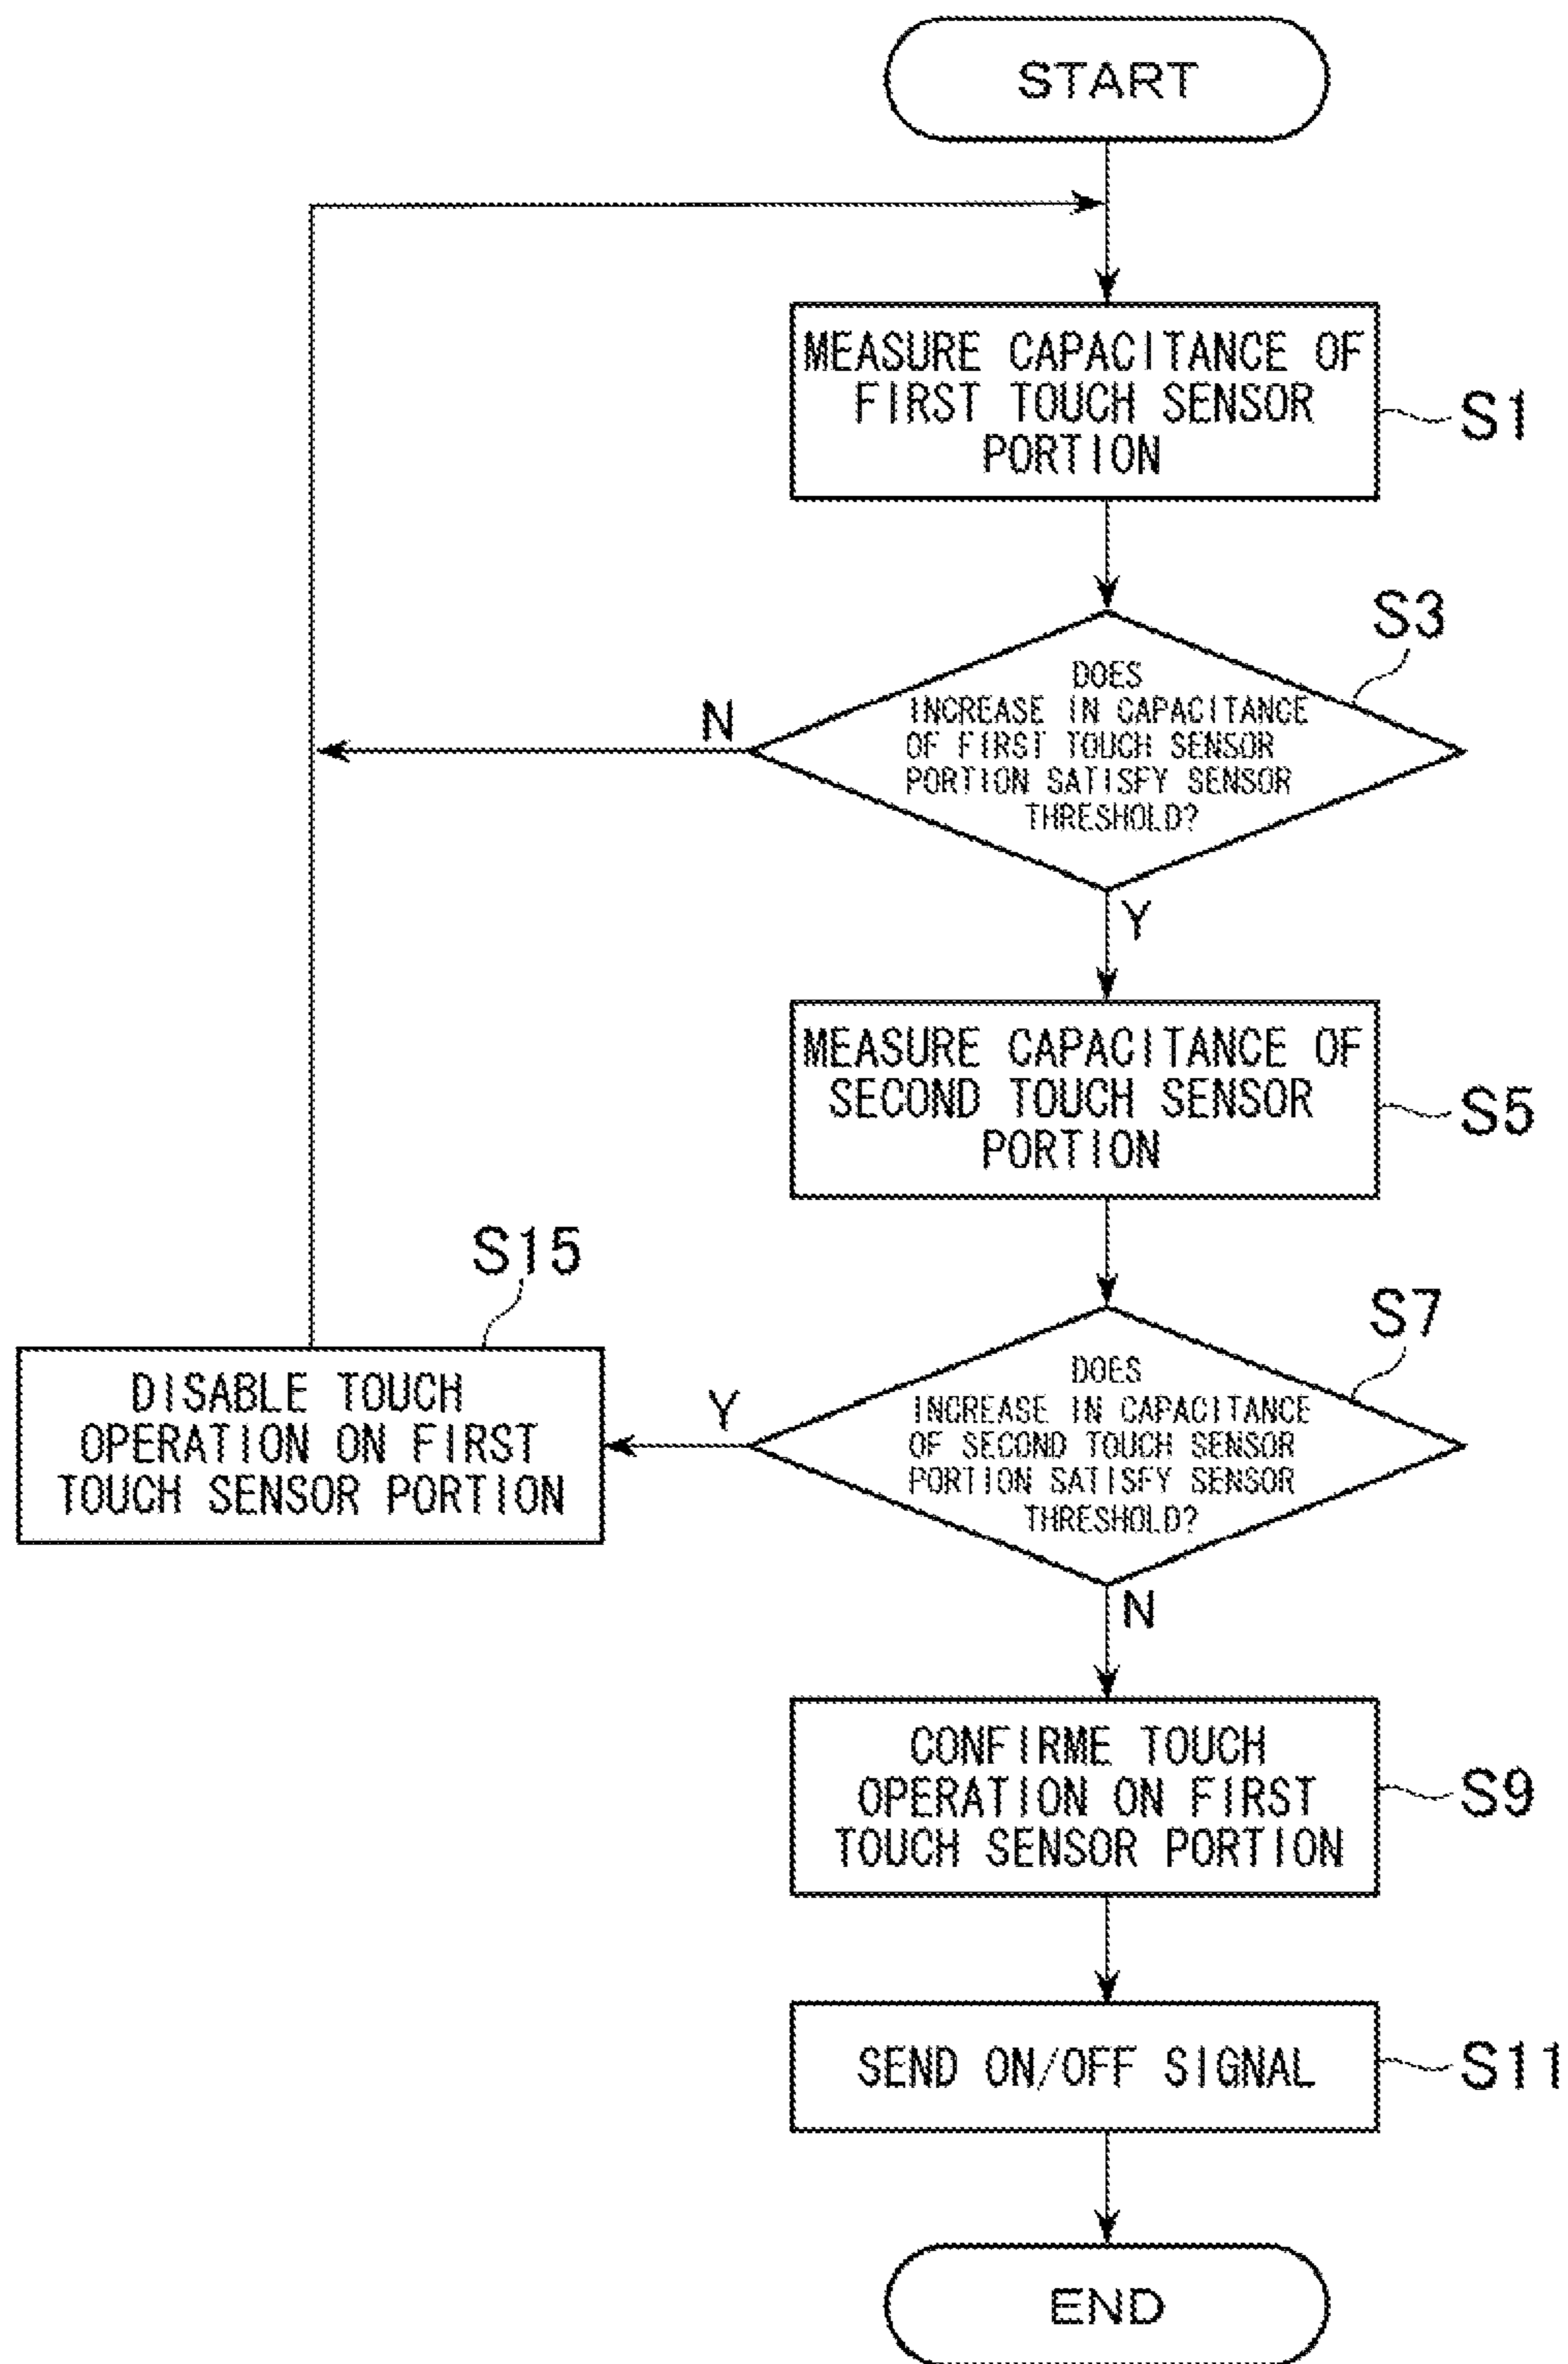 START
MEASURE CAPACITANCE OF
FIRST TOUCH SENSOR
PORTION
S1
S3
DOES
INCREASE IN CAPACITANCE
OF FIRST TOUCH SENSOR
PORTION SATISFY SENSOR
THRESHOLD?
N
Y
MEASURE CAPACITANCE OF
SECOND TOUCH SENSOR
PORTION
S5
S7
DOES
INCREASE IN CAPACITANCE
OF SECOND TOUCH SENSOR
PORTION SATISFY SENSOR
THRESHOLD?
Y
S15
DISABLE TOUCH
OPERATION ON FIRST
TOUCH SENSOR PORTION
N
CONFIRME TOUCH
OPERATION ON FIRST
TOUCH SENSOR PORTION
S9
SEND ON/OFF SIGNAL
S11
END